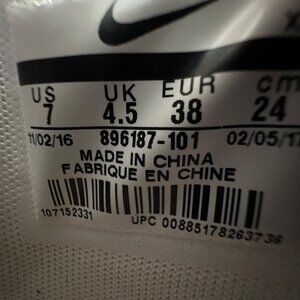 US UK EUR cm
7 4.5 38 24
11/02/16 896187-101 02/05/17
MADE IN CHINA
FABRIQUE EN CHINE
107152331 UPC 00885178263736